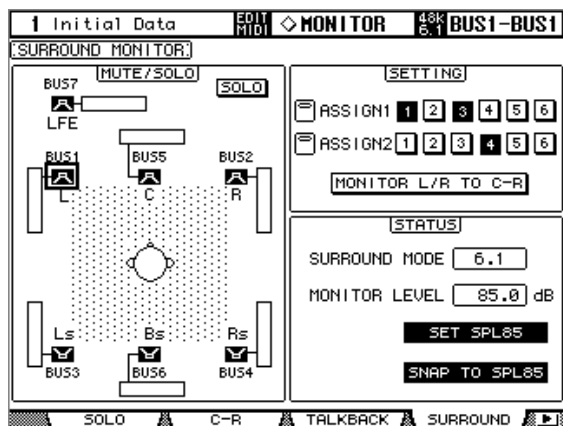 1 Initial Data EDIT MIDI ◇MONITOR 48K 6.1 BUS1-BUS1
SURROUND MONITOR
MUTE/SOLO
SOLO
BUS7
LFE
BUS1 BUS5 BUS2
L C R
Ls Bs Rs
BUS3 BUS6 BUS4
SETTING
ASSIGN1 1 2 3 4 5 6
ASSIGN2 1 2 3 4 5 6
MONITOR L/R TO C-R
STATUS
SURROUND MODE 6.1
MONITOR LEVEL 85.0 dB
SET SPL85
SNAP TO SPL85
SOLO C-R TALKBACK SURROUND